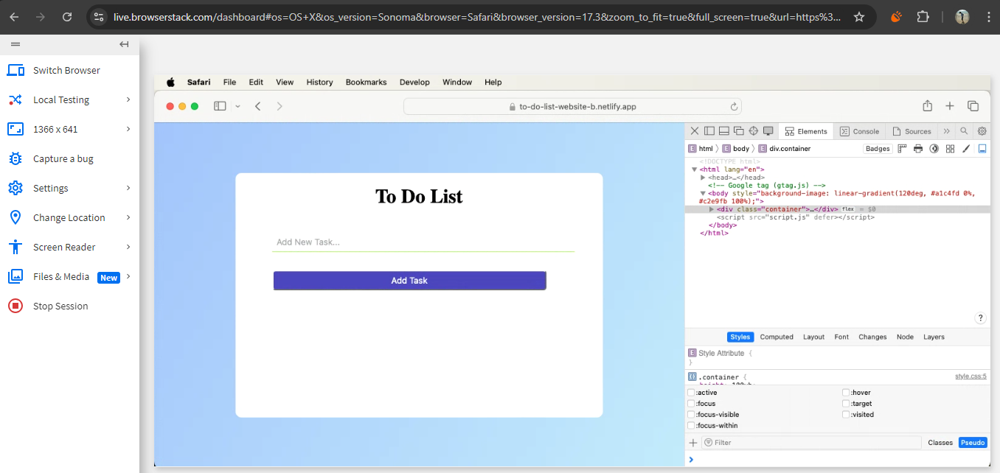 live.browserstack.com/dashboard#os=OS+X&os_version=Sonoma&browser=Safari&browser_version=17.3&zoom_to_fit=true&full_screen=true&url=https%3...
Switch Browser
Local Testing
1366 x 641
Capture a bug
Settings
Change Location
Screen Reader
Files & Media New
Stop Session
Safari File Edit View History Bookmarks Develop Window Help
to-do-list-website-b.netlify.app
To Do List
Add New Task...
Add Task
Elements Console Sources
E html E body E div.container Badges
<!DOCTYPE html>
<html lang="en">
<head>…</head>
<!-- Google tag (gtag.js) -->
<body style="background-image: linear-gradient(120deg, #a1c4fd 0%,
#c2e9fb 100%);">
<div class="container">…</div> flex = $0
<script src="script.js" defer></script>
</body>
</html>
?
Styles Computed Layout Font Changes Node Layers
E Style Attribute {
}
.container { style.css:5
:active :hover
:focus :target
:focus-visible :visited
:focus-within
Filter Classes Pseudo